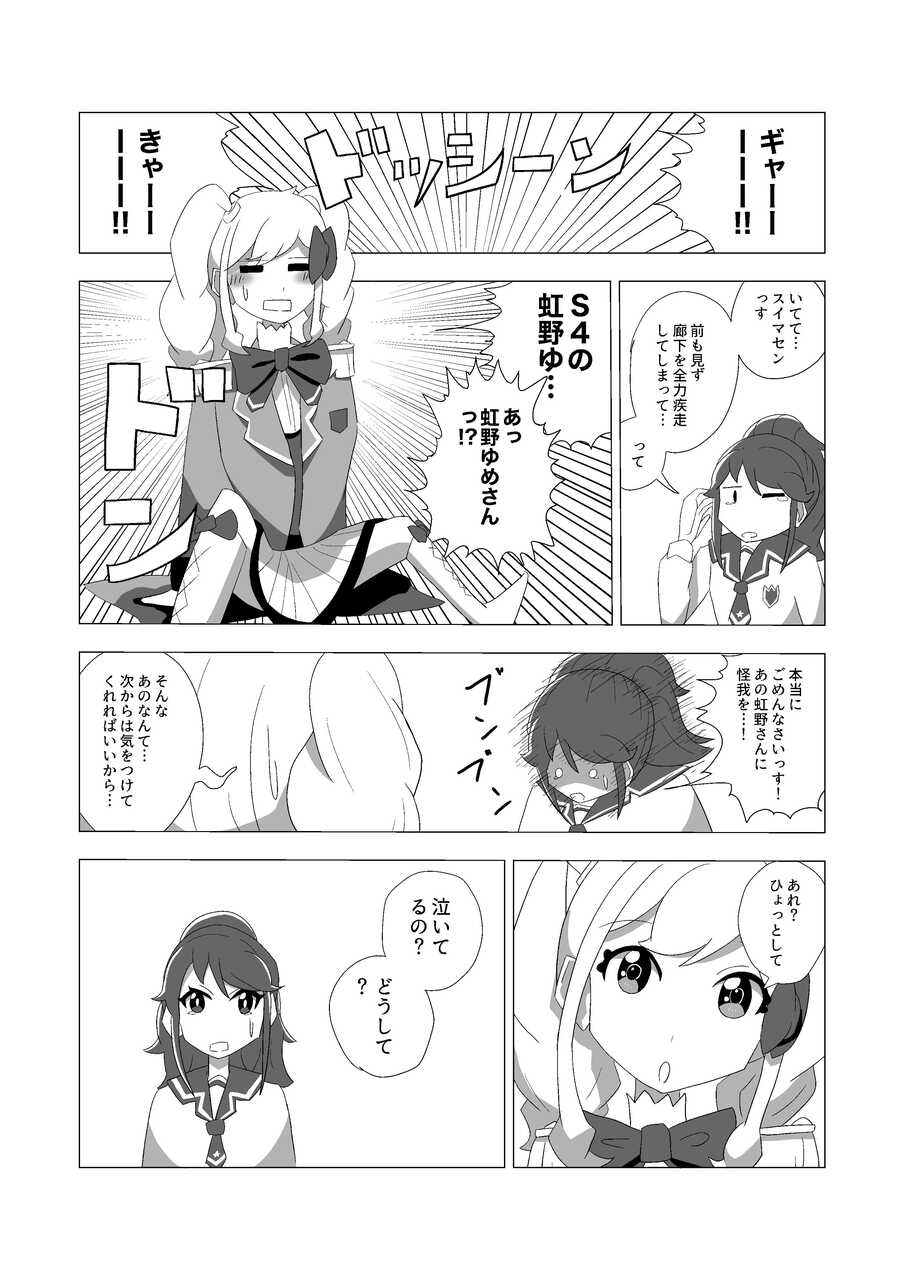 ギャーー
ーーー!!
ドッシーン
きゃーー
ーーー!!
いてて…
スイマセン
っす
前も見ず
廊下を全力疾走
してしまって…
って
S4の
虹野ゆ…
あっ
虹野ゆめさん
っ!?
ドドン
本当に
ごめんなさいっす!
あの虹野さんに
怪我を…!
ブンブン
そんな
あのなんて…
次からは気をつけて
くれればいいから…
あれ?
ひょっとして
泣いて
るの?
どうして
?